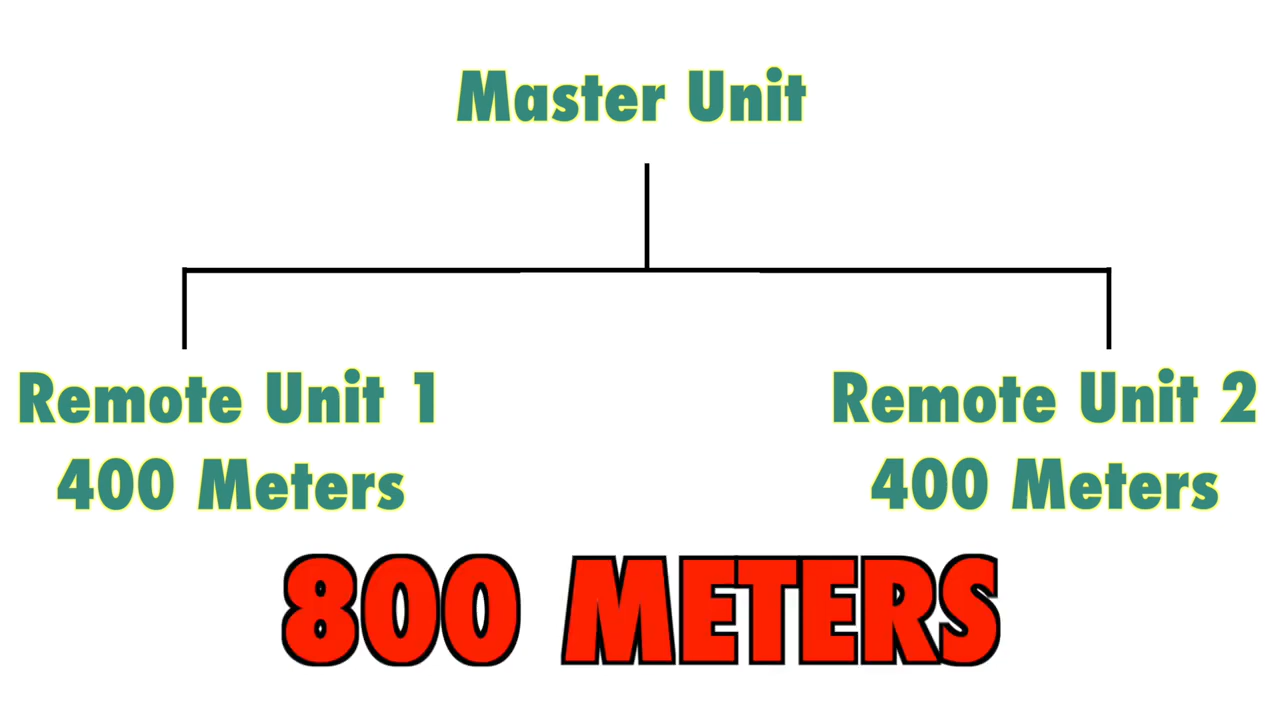 Master Unit
Remote Unit 1
400 Meters
Remote Unit 2
400 Meters
800 METERS